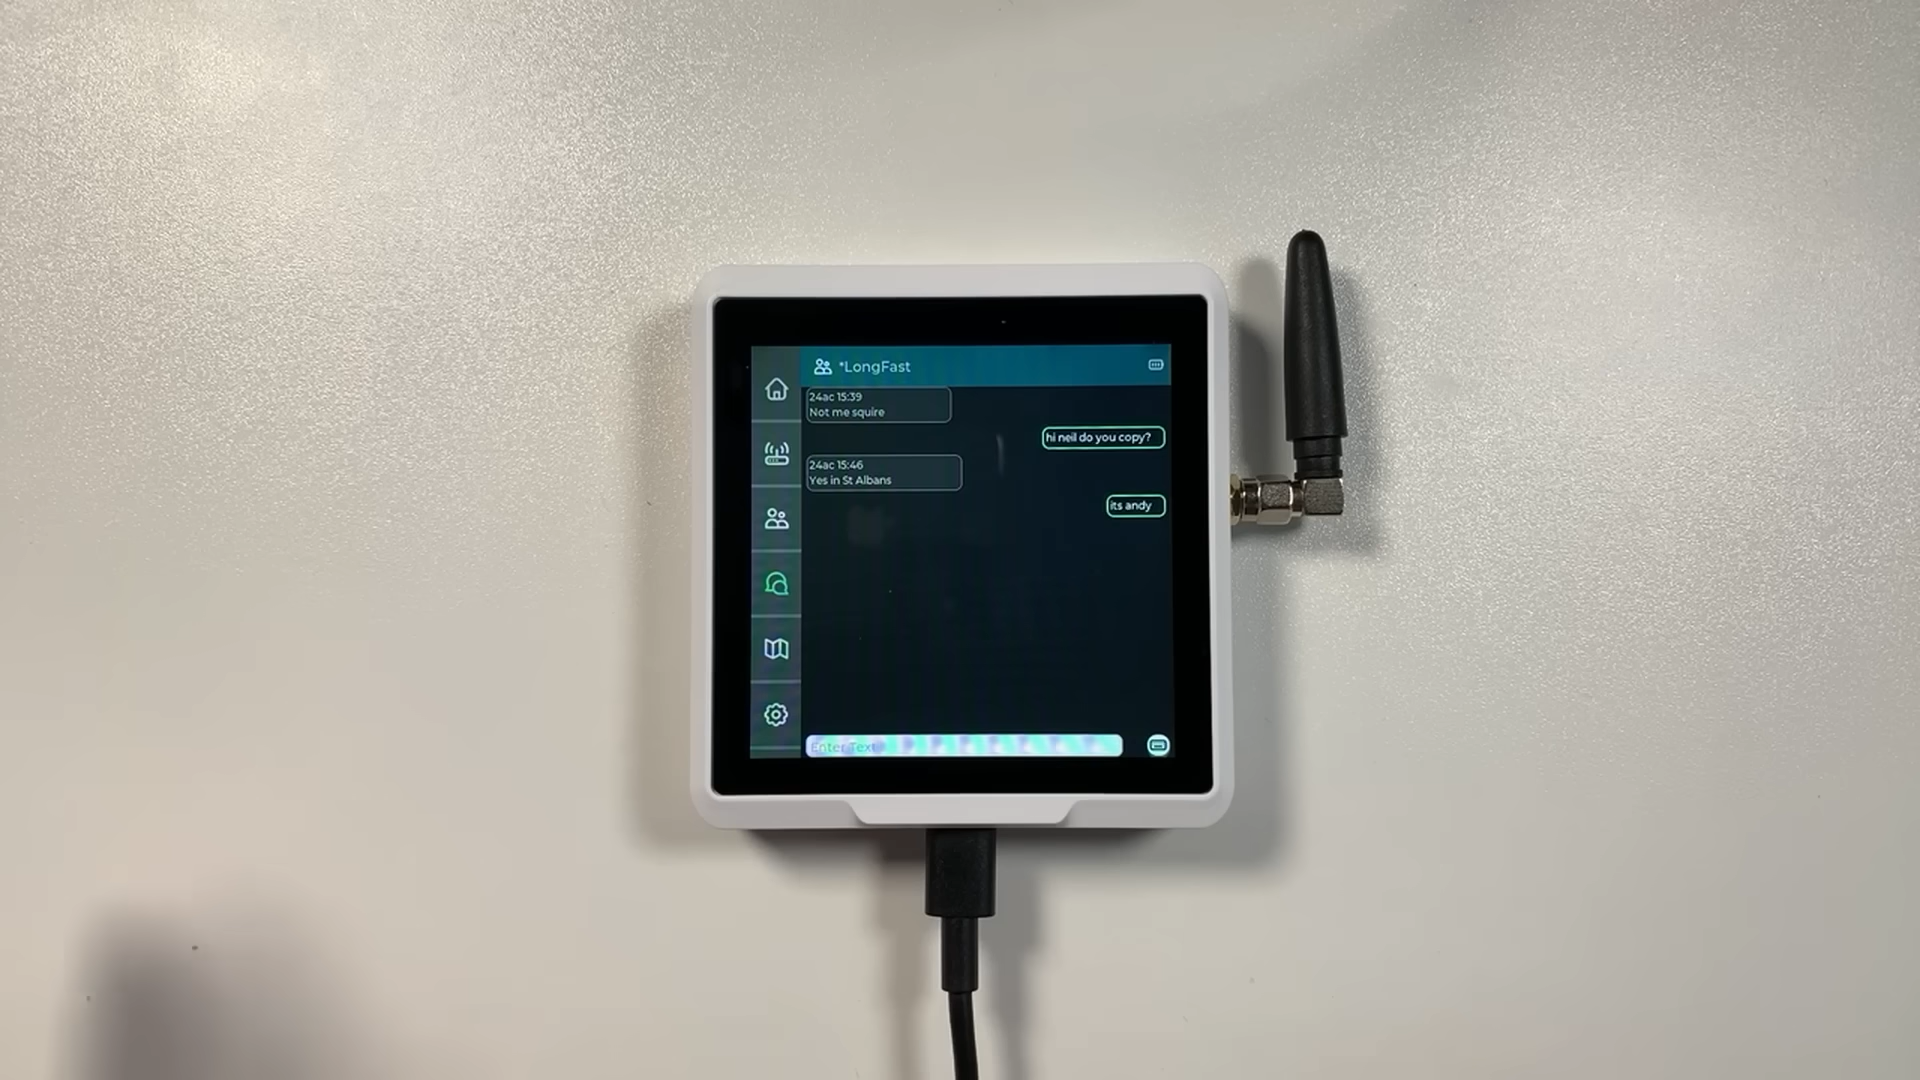 *LongFast
24ac 15:39
Not me squire
hi neil do you copy?
24ac 15:46
Yes in St Albans
its andy
Enter Text